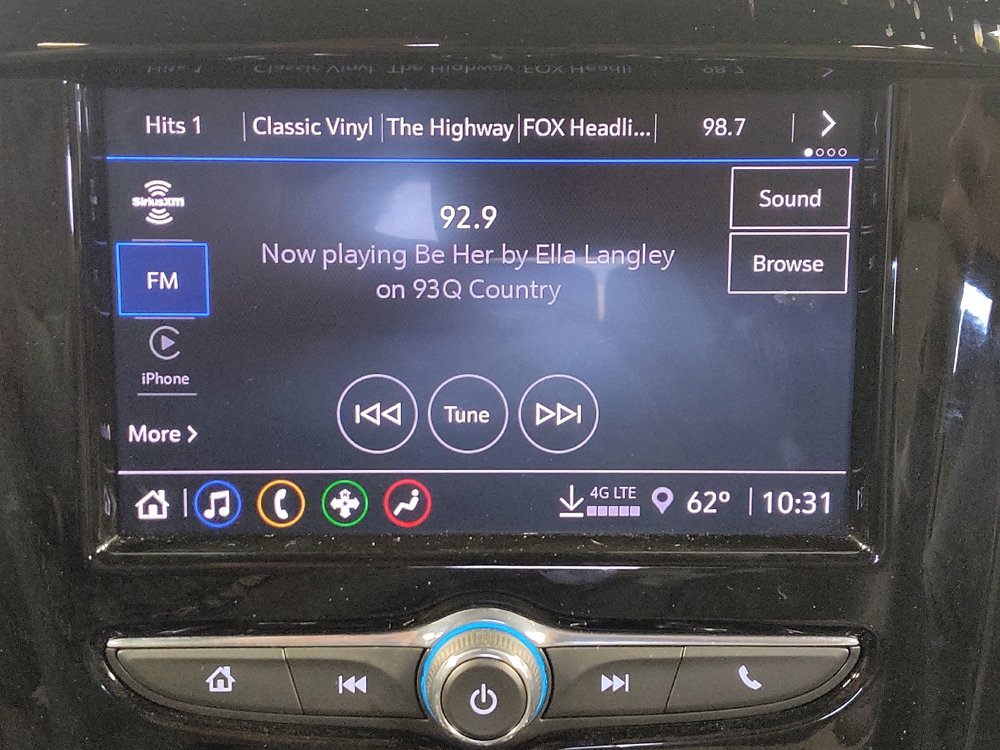 Hits 1 Classic Vinyl The Highway FOX Headli... 98.7
SiriusXM
92.9
Sound
Now playing Be Her by Ella Langley
on 93Q Country
FM
Browse
iPhone
Tune
More
4G LTE
62° 10:31